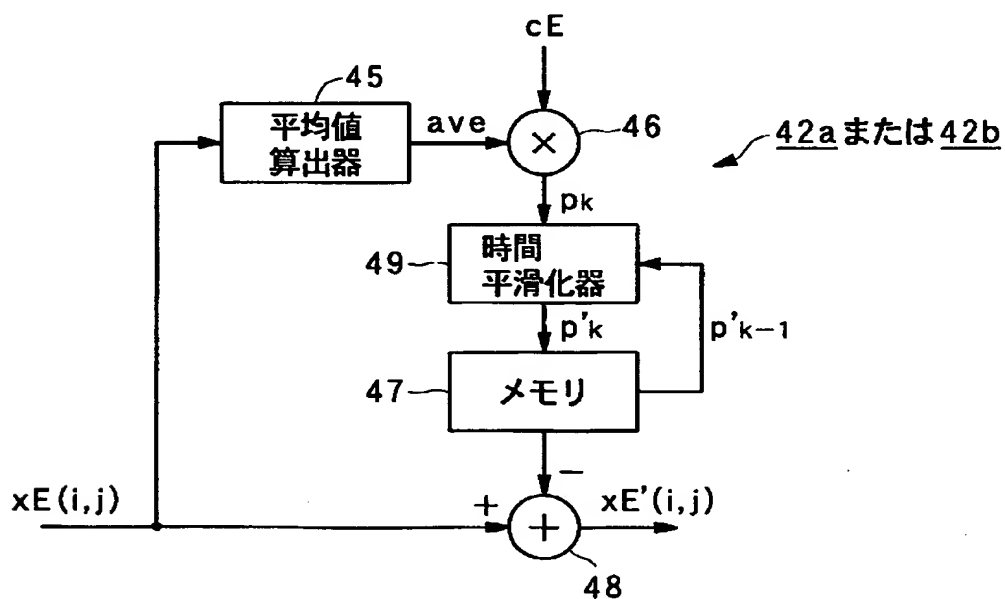 cE
45
平均値
算出器
ave
46
42aまたは42b
pk
49
時間
平滑化器
p'k
p'k-1
47
メモリ
−
xE(i,j)
+
xE'(i,j)
48